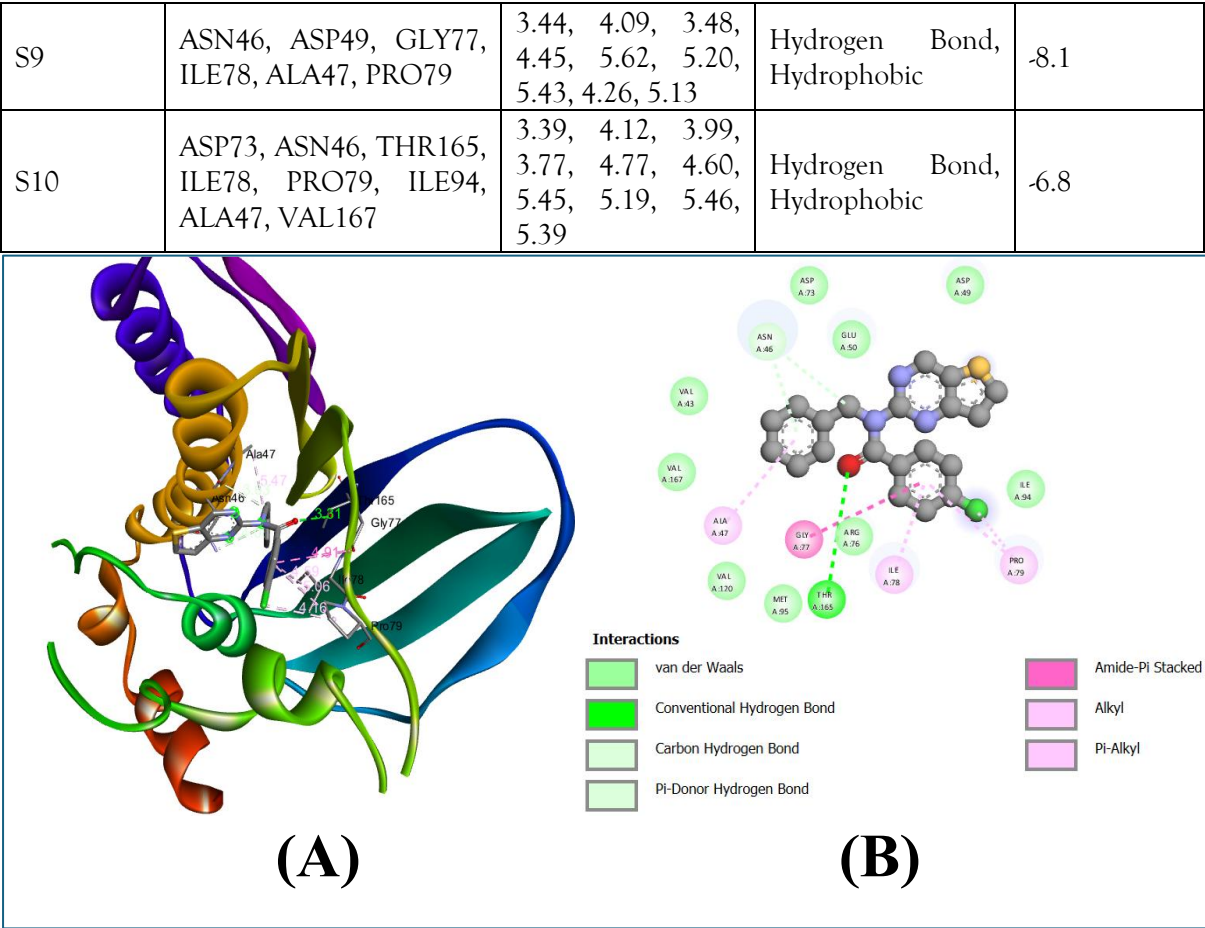 S9
ASN46, ASP49, GLY77,
ILE78, ALA47, PRO79
3.44, 4.09, 3.48,
4.45, 5.62, 5.20,
5.43, 4.26, 5.13
Hydrogen Bond,
Hydrophobic
-8.1
S10
ASP73, ASN46, THR165,
ILE78, PRO79, ILE94,
ALA47, VAL167
3.39, 4.12, 3.99,
3.77, 4.77, 4.60,
5.45, 5.19, 5.46,
5.39
Hydrogen Bond,
Hydrophobic
-6.8
Ala47
5.47
3.31
Gly77
4.91
4.16
Pro79
(A)
ASP
A:73
ASP
A:49
ASN
A:46
GLU
A:50
VAL
A:43
VAL
A:167
ILE
A:94
ALA
A:47
GLY
A:77
ARG
A:76
ILE
A:78
PRO
A:79
VAL
A:120
MET
A:95
THR
A:165
Interactions
van der Waals
Conventional Hydrogen Bond
Carbon Hydrogen Bond
Pi-Donor Hydrogen Bond
Amide-Pi Stacked
Alkyl
Pi-Alkyl
(B)